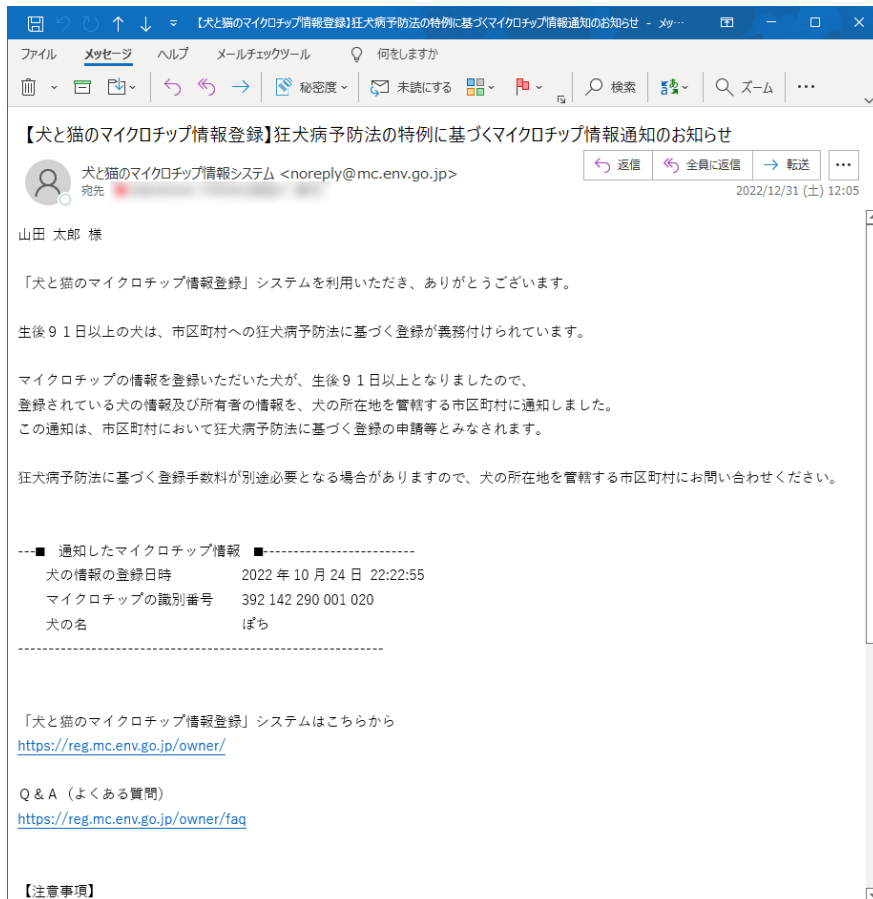 【犬と猫のマイクロチップ情報登録】狂犬病予防法の特例に基づくマイクロチップ情報通知のお知らせ - メッ…
ファイル メッセージ ヘルプ メールチェックツール 何をしますか
秘密度 未読にする 検索 ズーム …
【犬と猫のマイクロチップ情報登録】狂犬病予防法の特例に基づくマイクロチップ情報通知のお知らせ
犬と猫のマイクロチップ情報システム <noreply@mc.env.go.jp>
宛先
返信 全員に返信 転送 …
2022/12/31 (土) 12:05
山田 太郎 様
「犬と猫のマイクロチップ情報登録」システムを利用いただき、ありがとうございます。
生後９１日以上の犬は、市区町村への狂犬病予防法に基づく登録が義務付けられています。
マイクロチップの情報を登録いただいた犬が、生後９１日以上となりましたので、
登録されている犬の情報及び所有者の情報を、犬の所在地を管轄する市区町村に通知しました。
この通知は、市区町村において狂犬病予防法に基づく登録の申請等とみなされます。
狂犬病予防法に基づく登録手数料が別途必要となる場合がありますので、犬の所在地を管轄する市区町村にお問い合わせください。
---■ 通知したマイクロチップ情報 ■-------------------------
犬の情報の登録日時 2022 年 10 月 24 日 22:22:55
マイクロチップの識別番号 392 142 290 001 020
犬の名 ぽち
------------------------------------------------------------
「犬と猫のマイクロチップ情報登録」システムはこちらから
https://reg.mc.env.go.jp/owner/
Ｑ＆Ａ（よくある質問）
https://reg.mc.env.go.jp/owner/faq
【注意事項】